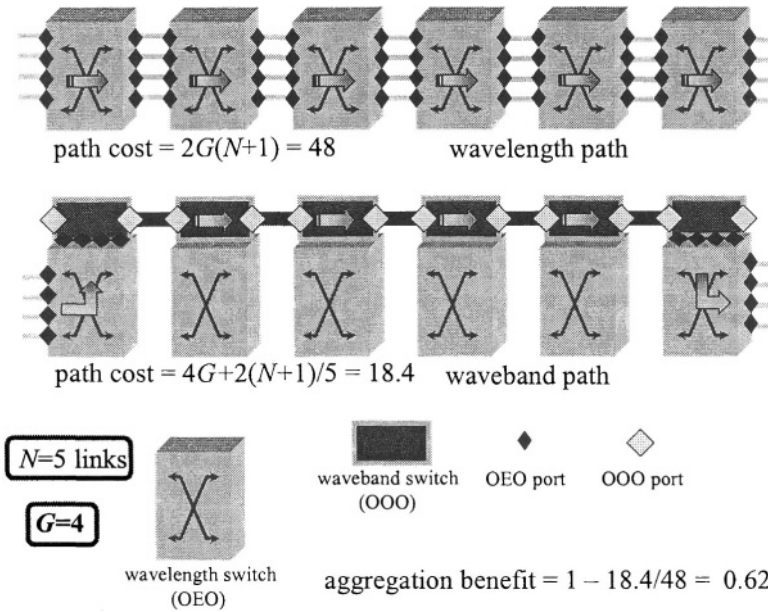 path cost = 2G(N+1) = 48
wavelength path
path cost = 4G+2(N+1)/5 = 18.4
waveband path
N=5 links
G=4
wavelength switch
(OEO)
waveband switch
(OOO)
OEO port
OOO port
aggregation benefit = 1 – 18.4/48 = 0.62